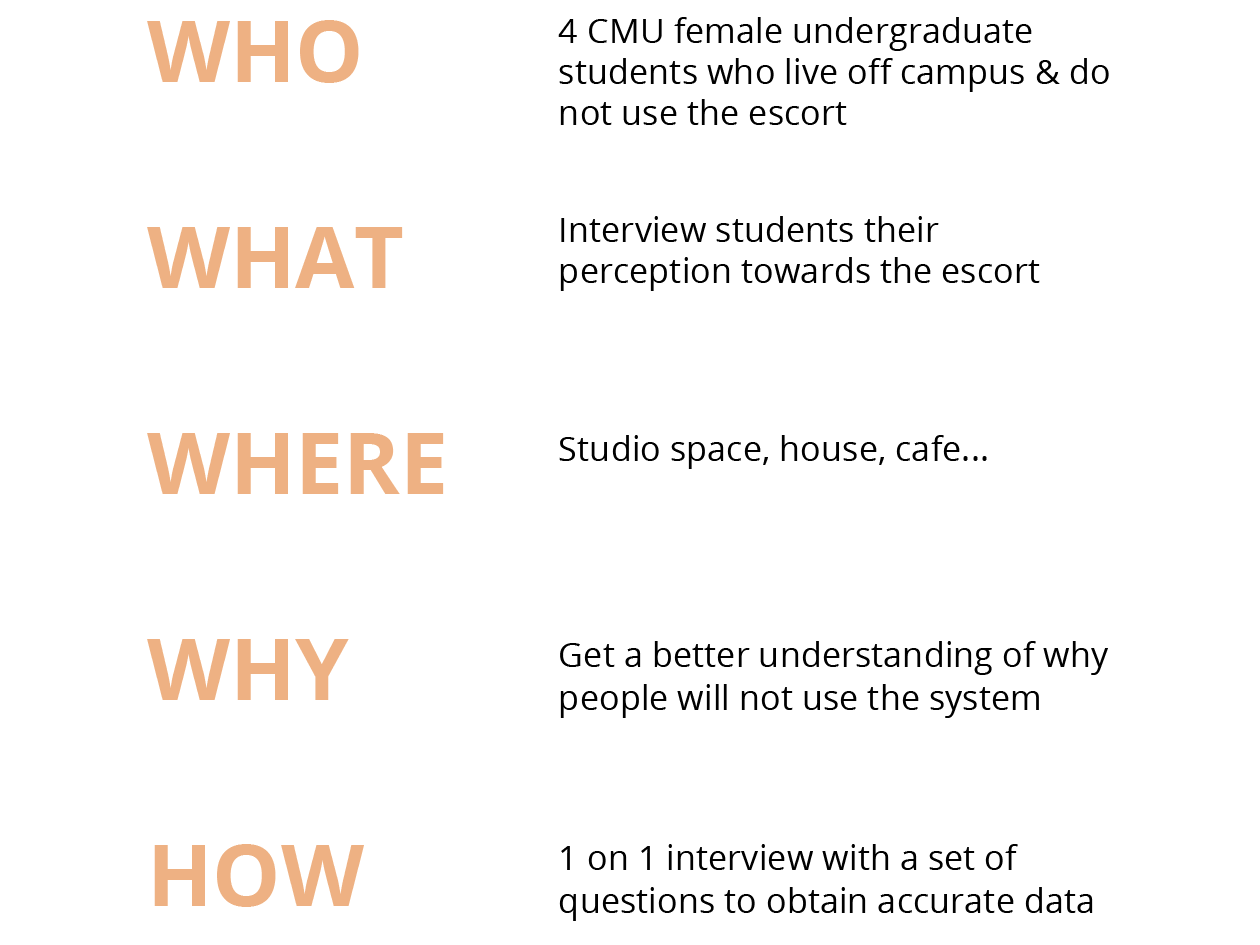 WHO
4 CMU female undergraduate
students who live off campus & do
not use the escort
WHAT
Interview students their
perception towards the escort
WHERE
Studio space, house, cafe...
WHY
Get a better understanding of why
people will not use the system
HOW
1 on 1 interview with a set of
questions to obtain accurate data